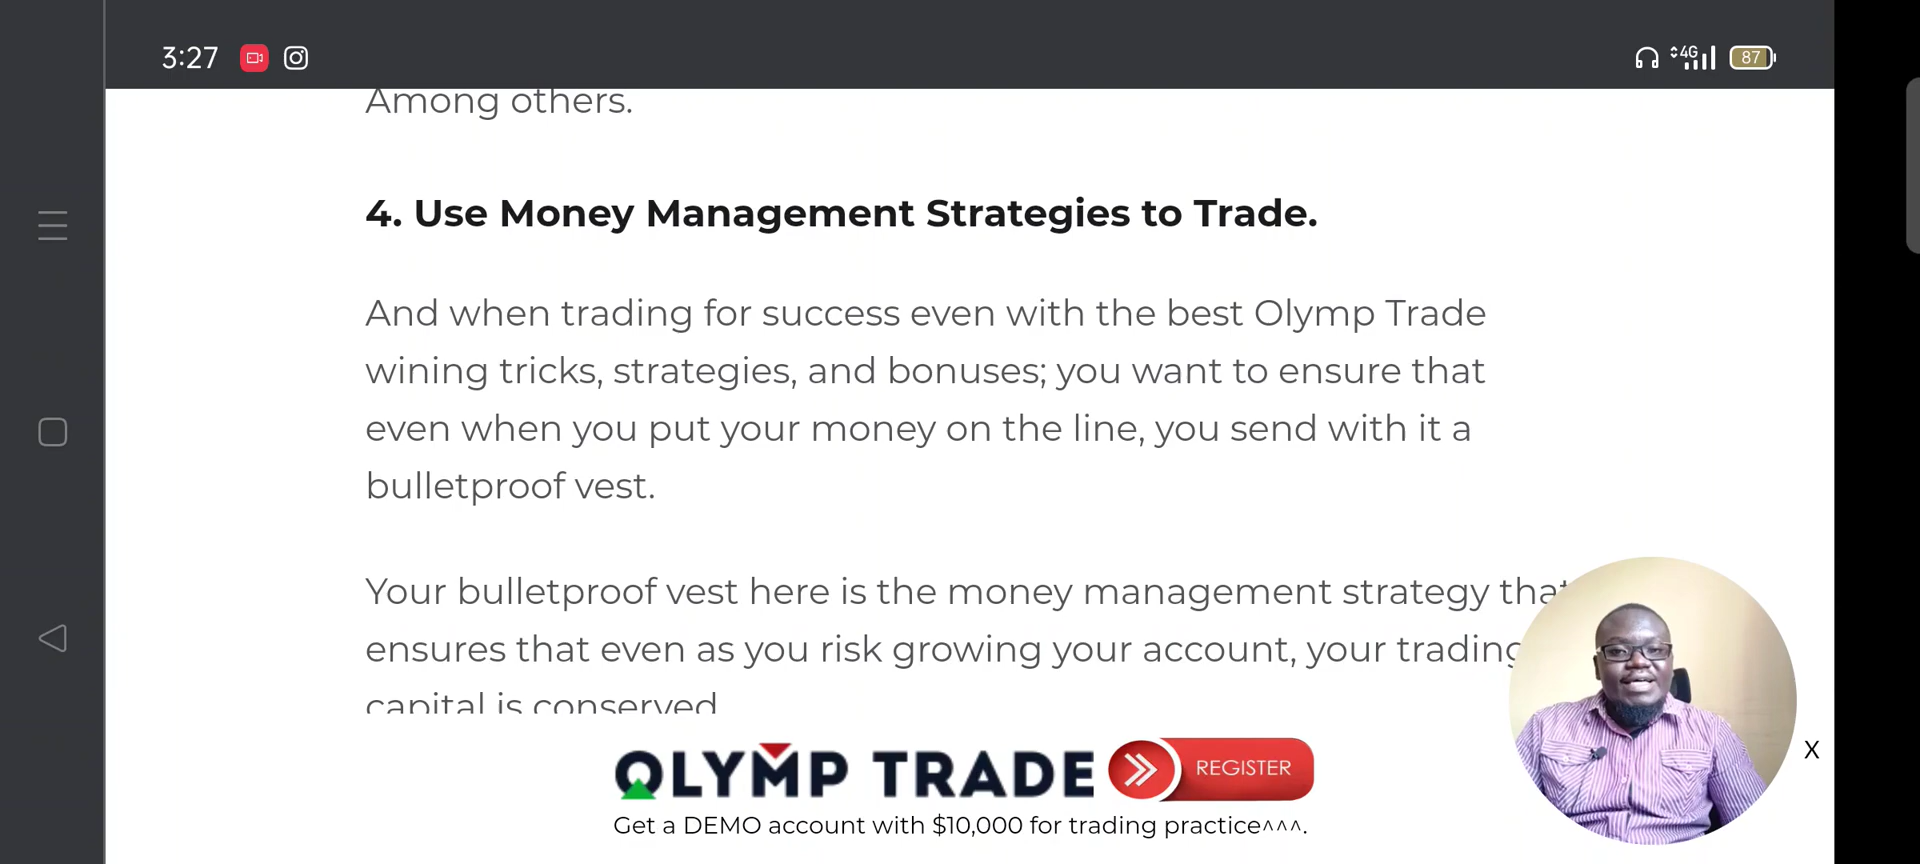 3:27
4G
87
Among others.
4. Use Money Management Strategies to Trade.
And when trading for success even with the best Olymp Trade
wining tricks, strategies, and bonuses; you want to ensure that
even when you put your money on the line, you send with it a
bulletproof vest.
Your bulletproof vest here is the money management strategy that
ensures that even as you risk growing your account, your trading
capital is conserved
OLYMP TRADE
REGISTER
X
Get a DEMO account with $10,000 for trading practice^^^.